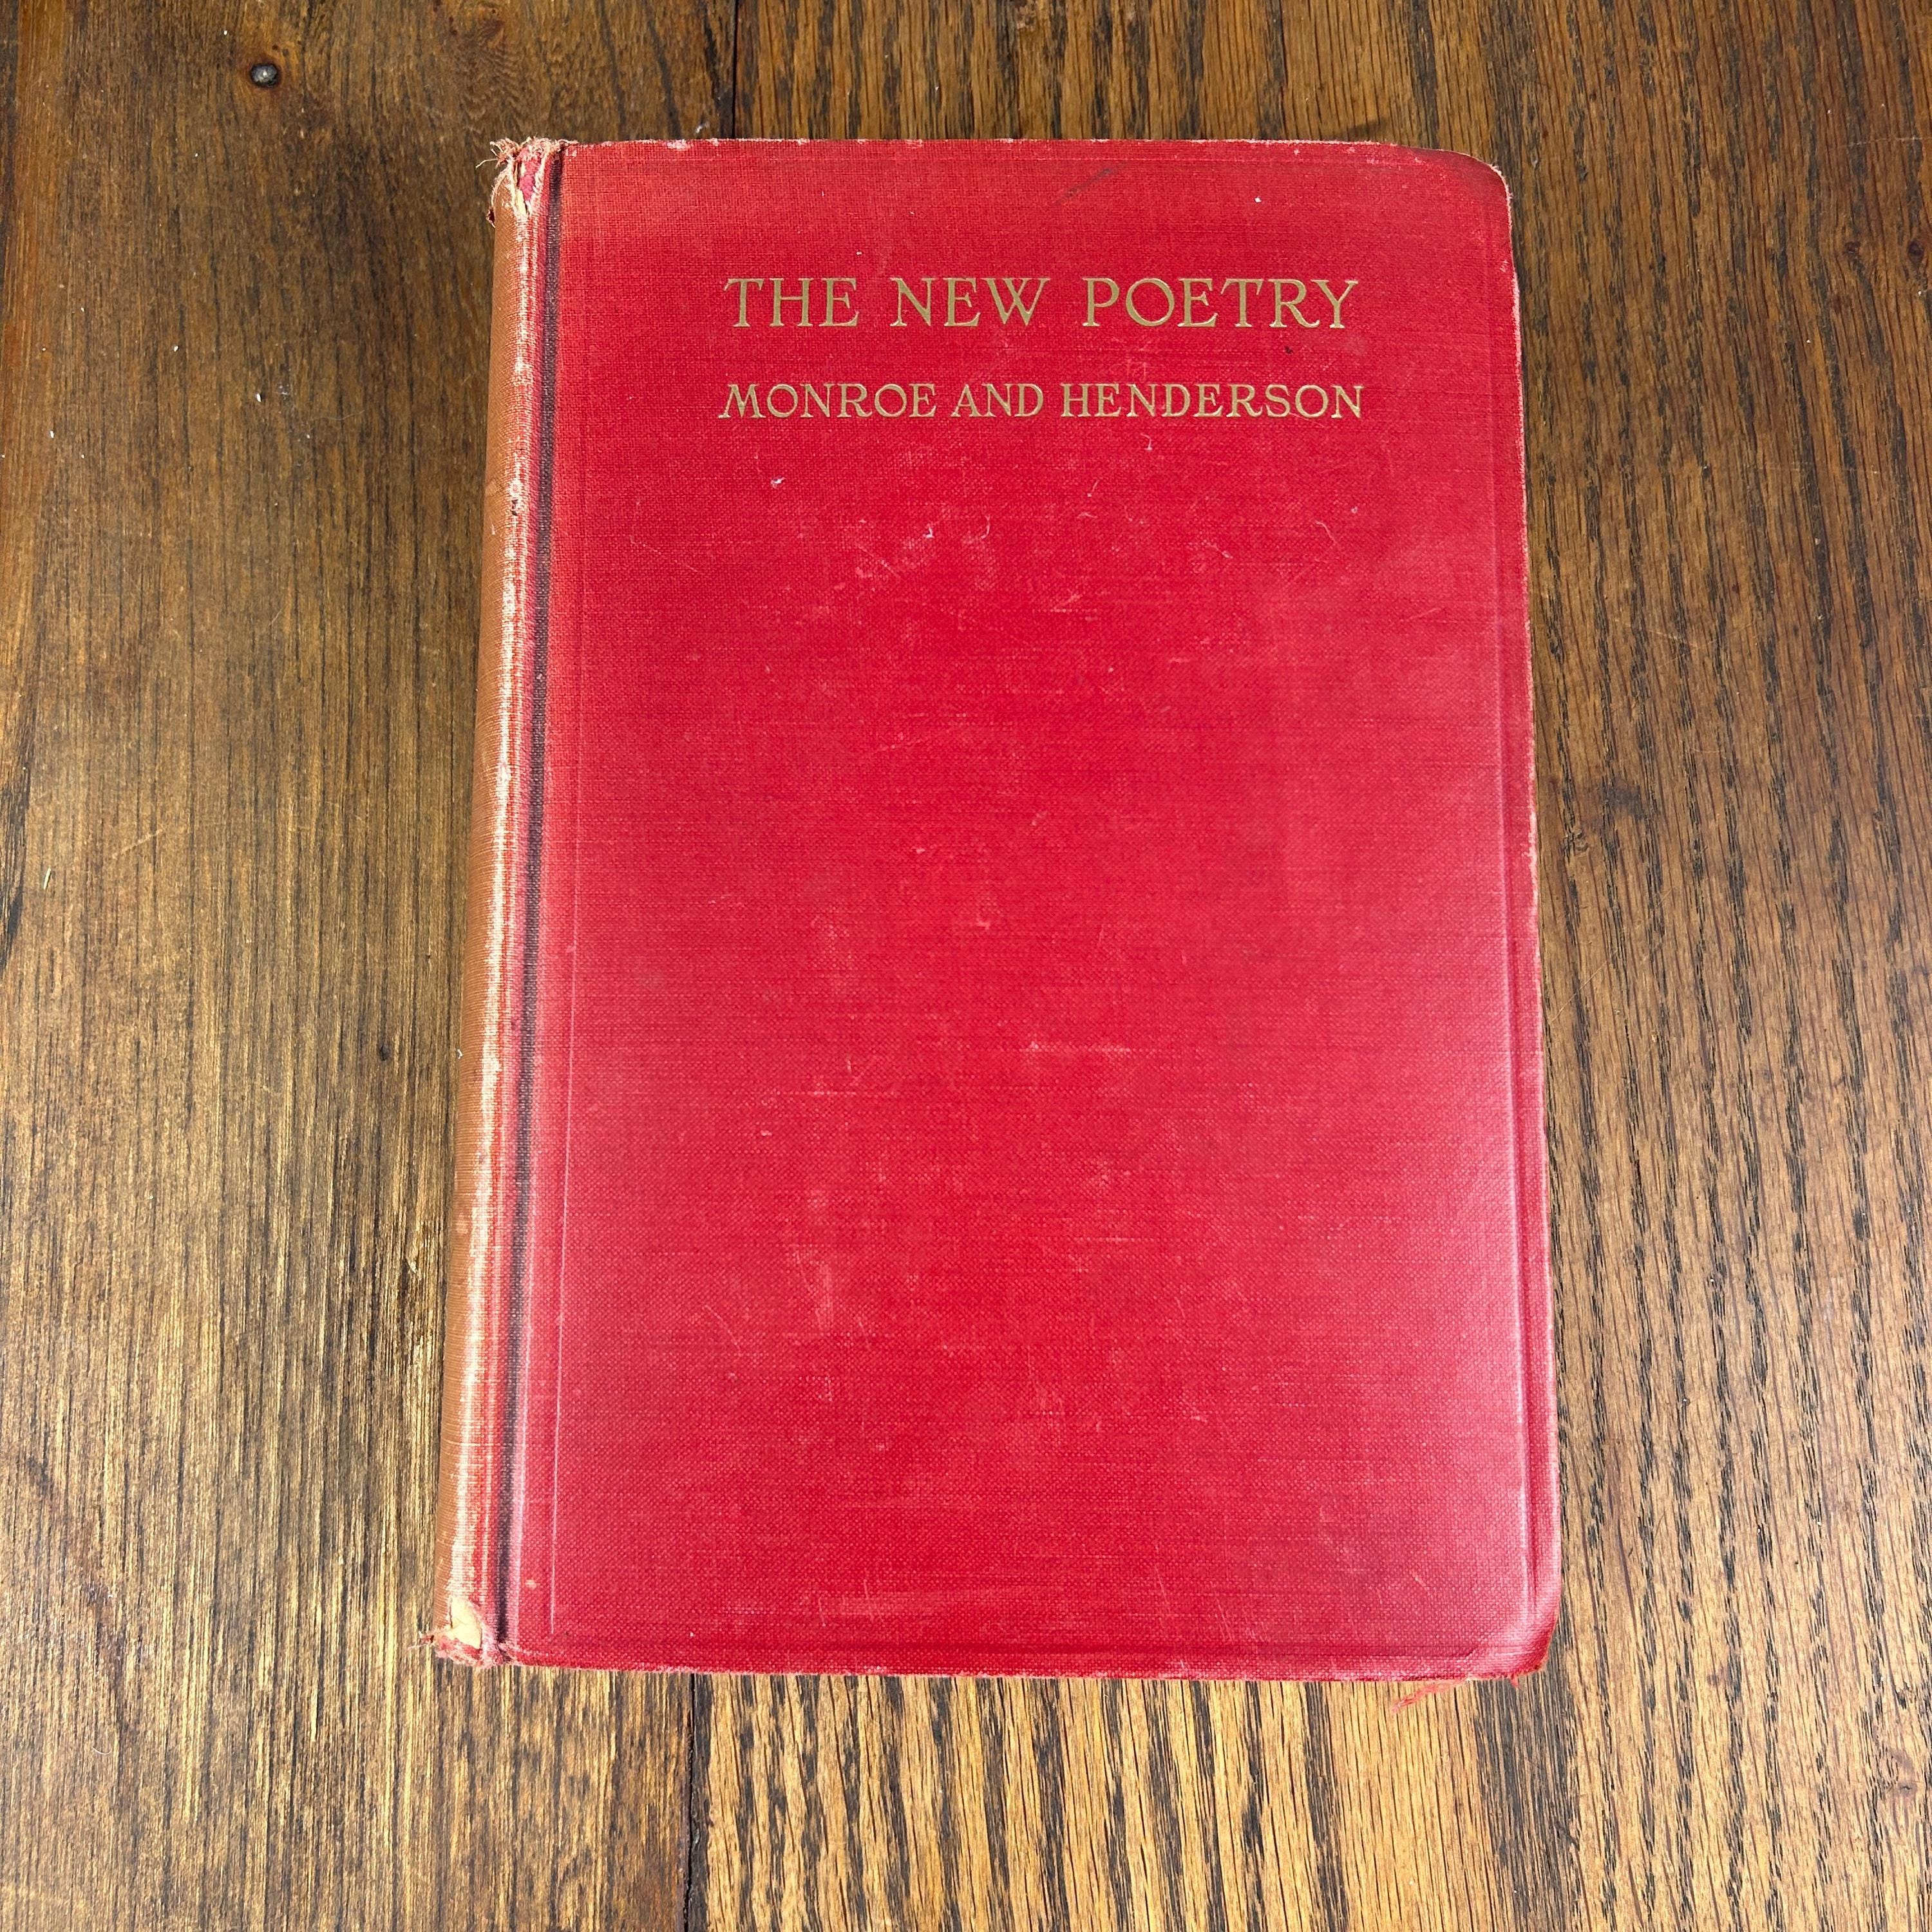 THE NEW POETRY
MONROE AND HENDERSON